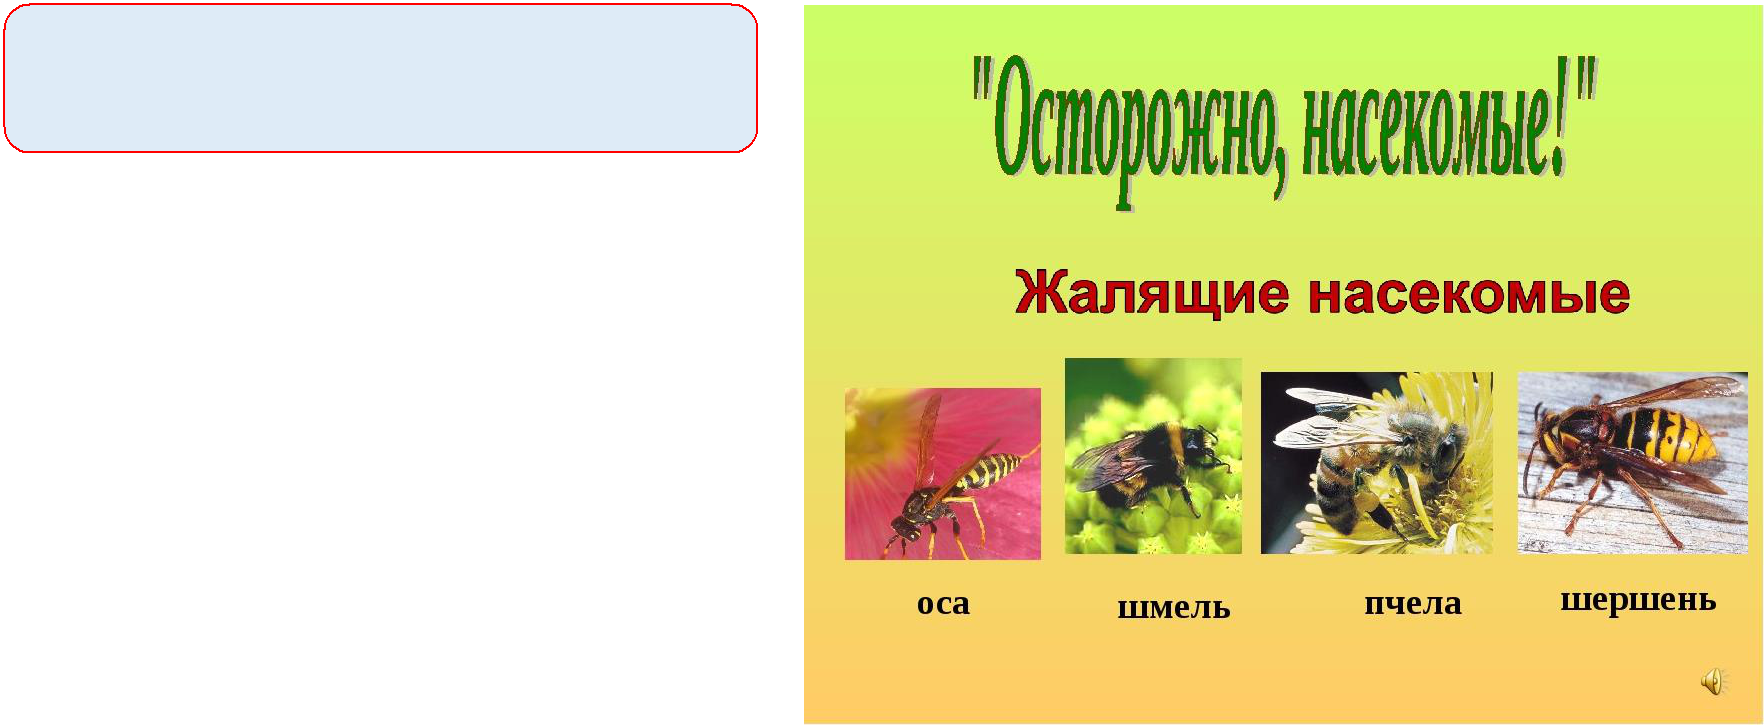 "Осторожно, насекомые!"
Жалящие насекомые
оса
шмель
пчела
шершень